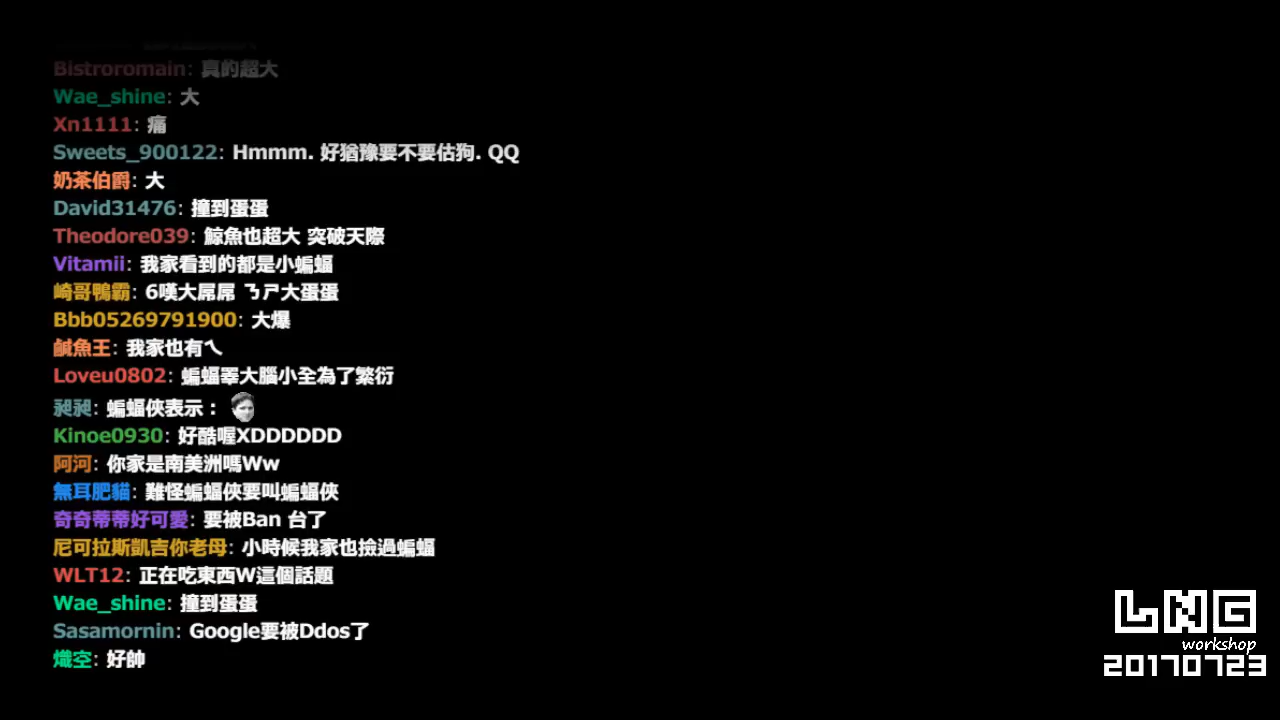 Bistroromain: 真的超大
Wae_shine: 大
Xn1111: 痛
Sweets_900122: Hmmm. 好猶豫要不要估狗. QQ
奶茶伯爵: 大
David31476: 撞到蛋蛋
Theodore039: 鯨魚也超大 突破天際
Vitamii: 我家看到的都是小蝙蝠
崎哥鴨霸: 6嘆大屌屌 ㄋㄕ大蛋蛋
Bbb05269791900: 大爆
鹹魚王: 我家也有ㄟ
Loveu0802: 蝙蝠睪大腦小全為了繁衍
昶昶: 蝙蝠俠表示：
Kinoe0930: 好酷喔XDDDDDD
阿河: 你家是南美洲嗎Ww
無耳肥貓: 難怪蝙蝠俠要叫蝙蝠俠
奇奇蒂蒂好可愛: 要被Ban 台了
尼可拉斯凱吉你老母: 小時候我家也撿過蝙蝠
WLT12: 正在吃東西W這個話題
Wae_shine: 撞到蛋蛋
Sasamornin: Google要被Ddos了
熾空: 好帥
LNG
workshop
20170723